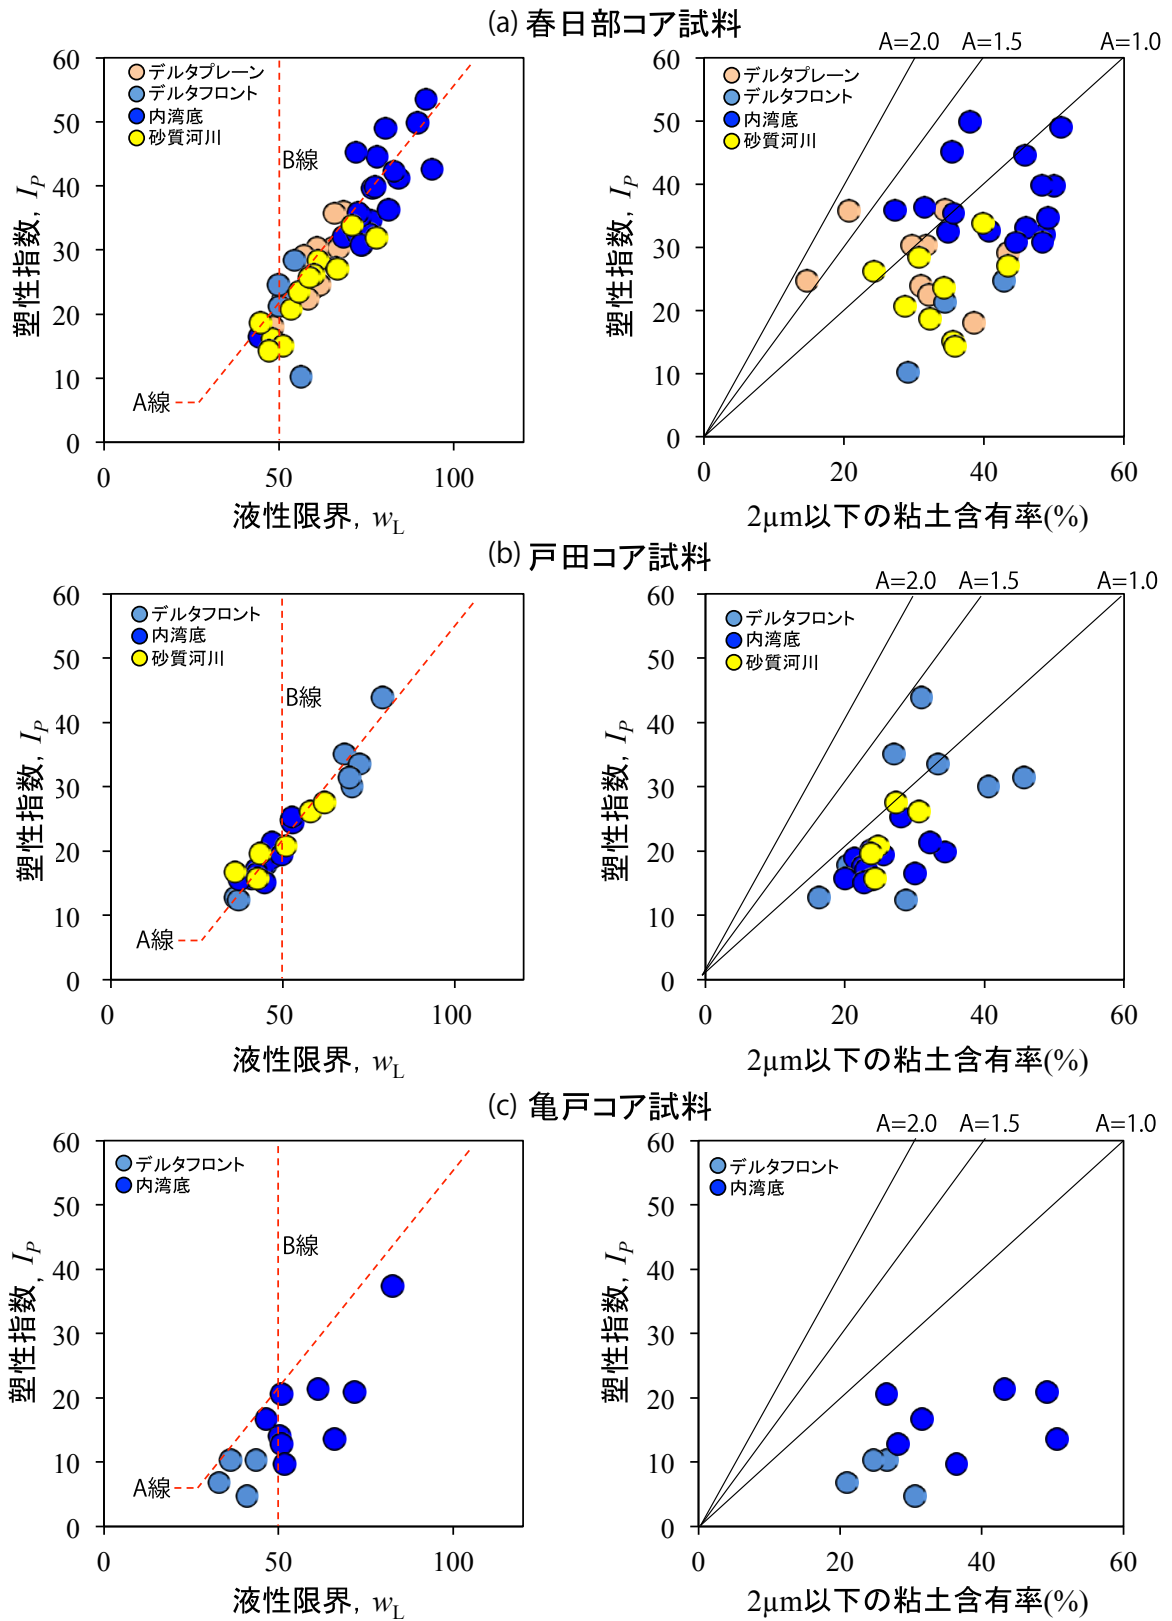 (a) 春日部コア試料
デルタプレーン
デルタフロント
内湾底
砂質河川
B線
A線
塑性指数, IP
60
50
40
30
20
10
0
0
50
100
液性限界, wL
A=2.0
A=1.5
A=1.0
デルタプレーン
デルタフロント
内湾底
砂質河川
塑性指数, IP
60
50
40
30
20
10
0
0
20
40
60
2μm以下の粘土含有率(%)
(b) 戸田コア試料
デルタフロント
内湾底
砂質河川
B線
A線
塑性指数, IP
60
50
40
30
20
10
0
0
50
100
液性限界, wL
A=2.0
A=1.5
A=1.0
デルタフロント
内湾底
砂質河川
塑性指数, IP
60
50
40
30
20
10
0
0
20
40
60
2μm以下の粘土含有率(%)
(c) 亀戸コア試料
デルタフロント
内湾底
B線
A線
塑性指数, IP
60
50
40
30
20
10
0
0
50
100
液性限界, wL
A=2.0
A=1.5
A=1.0
デルタフロント
内湾底
塑性指数, IP
60
50
40
30
20
10
0
0
20
40
60
2μm以下の粘土含有率(%)